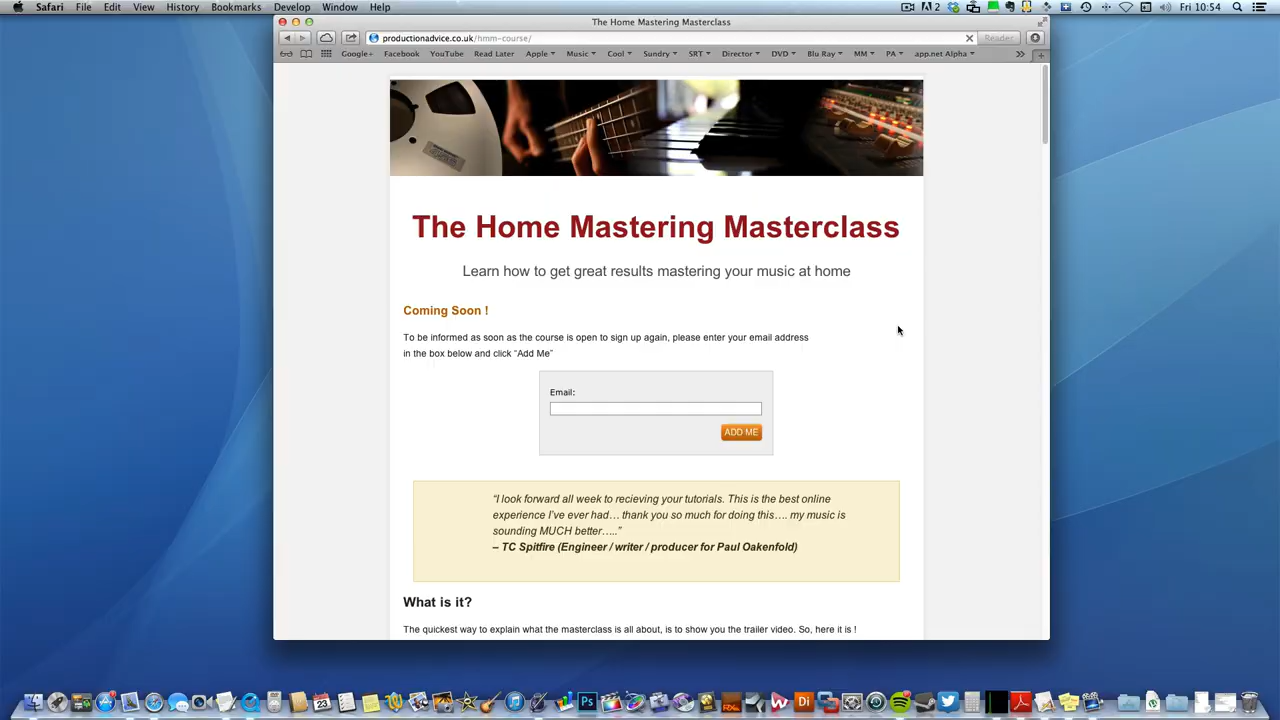 Safari File Edit View History Bookmarks Develop Window Help 2 Fri 10:54
The Home Mastering Masterclass
productionadvice.co.uk/hmm-course/ Reader
Google+ Facebook YouTube Read Later Apple Music Cool Sundry SRT Director DVD Blu Ray MM PA app.net Alpha
The Home Mastering Masterclass
Learn how to get great results mastering your music at home
Coming Soon !
To be informed as soon as the course is open to sign up again, please enter your email address
in the box below and click “Add Me”
Email:
ADD ME
“I look forward all week to recieving your tutorials. This is the best online
experience I’ve ever had… thank you so much for doing this…. my music is
sounding MUCH better…..”
– TC Spitfire (Engineer / writer / producer for Paul Oakenfold)
What is it?
The quickest way to explain what the masterclass is all about, is to show you the trailer video. So, here it is !
23 Ps Di